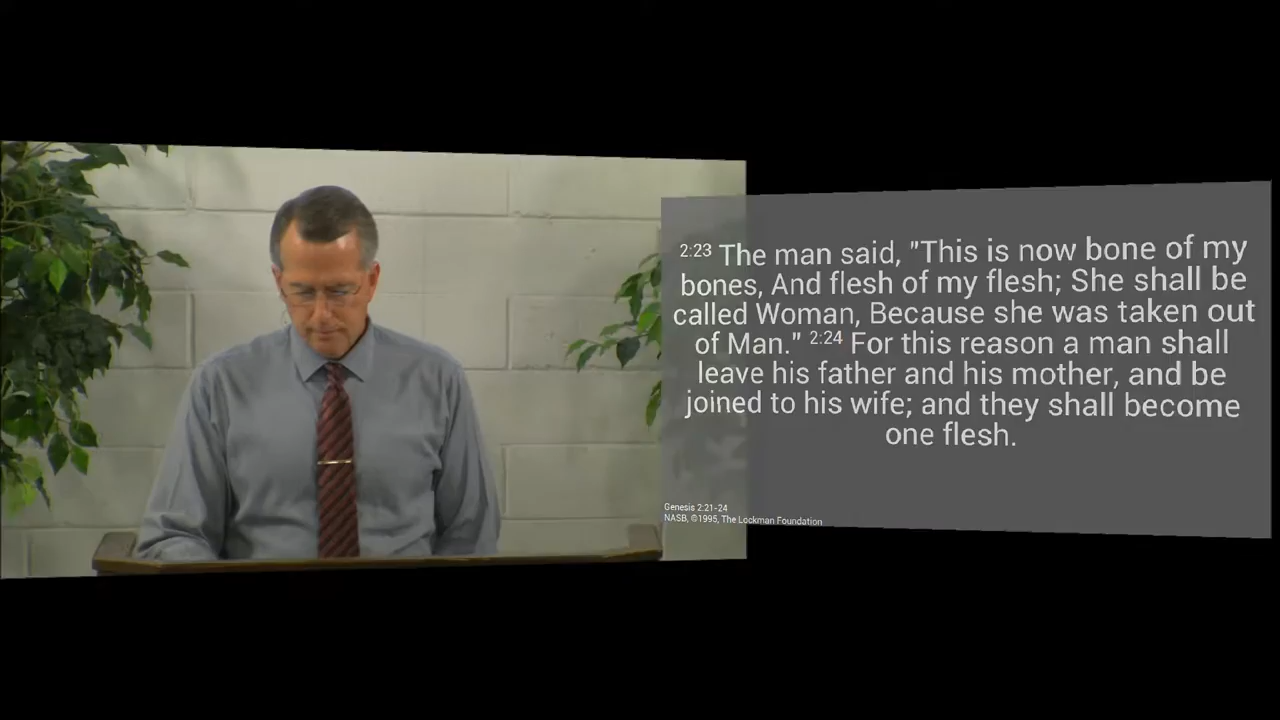 2:23 The man said, "This is now bone of my
bones, And flesh of my flesh; She shall be
called Woman, Because she was taken out
of Man." 2:24 For this reason a man shall
leave his father and his mother, and be
joined to his wife; and they shall become
one flesh.
Genesis 2:21-24
NASB, ©1995, The Lockman Foundation